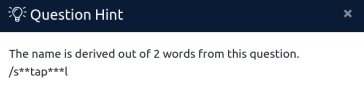 Question Hint
The name is derived out of 2 words from this question.
/s**tap***l